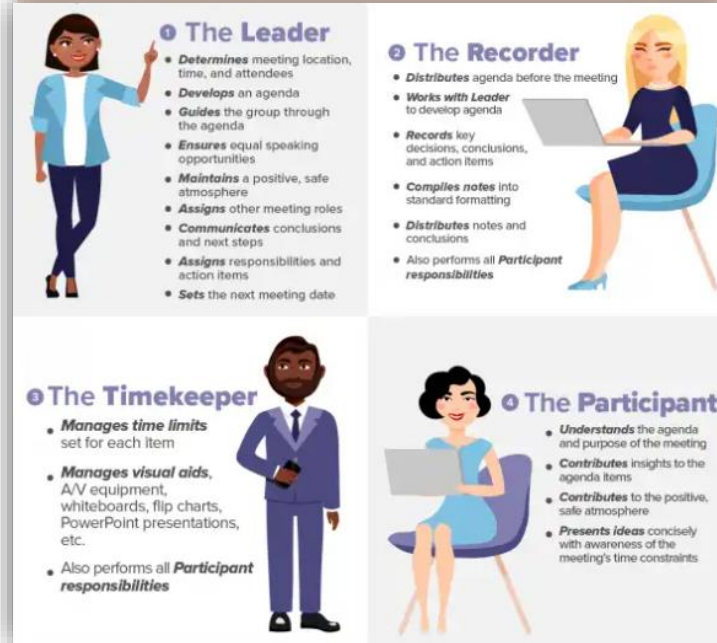 1 The Leader
• Determines meeting location,
time, and attendees
• Develops an agenda
• Guides the group through
the agenda
• Ensures equal speaking
opportunities
• Maintains a positive, safe
atmosphere
• Assigns other meeting roles
• Communicates conclusions
and next steps
• Assigns responsibilities and
action items
• Sets the next meeting date
2 The Recorder
• Distributes agenda before the meeting
• Works with Leader
to develop agenda
• Records key
decisions, conclusions,
and action items
• Compiles notes into
standard formatting
• Distributes notes and
conclusions
• Also performs all Participant
responsibilities
3 The Timekeeper
• Manages time limits
set for each item
• Manages visual aids,
A/V equipment,
whiteboards, flip charts,
PowerPoint presentations,
etc.
• Also performs all Participant
responsibilities
4 The Participant
• Understands the agenda
and purpose of the meeting
• Contributes insights to the
agenda items
• Contributes to the positive,
safe atmosphere
• Presents ideas concisely
with awareness of the
meeting's time constraints